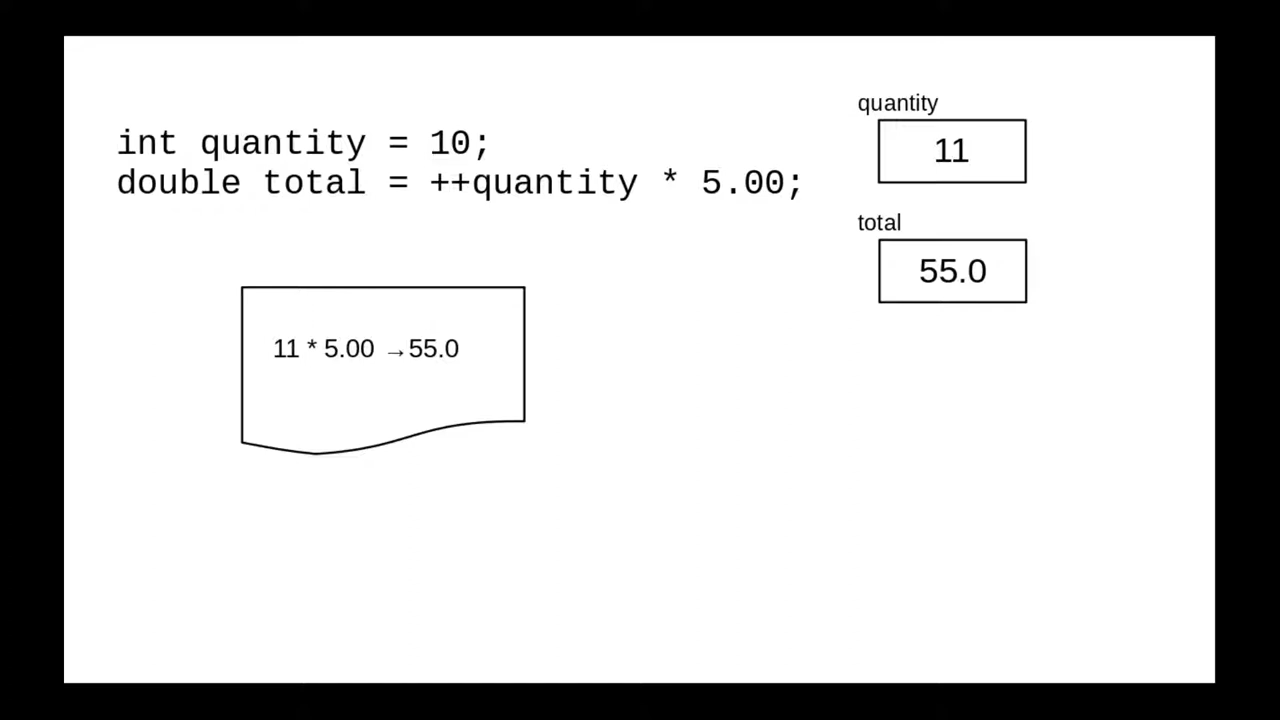 int quantity = 10;
double total = ++quantity * 5.00;
quantity
11
total
55.0
11 * 5.00 →55.0